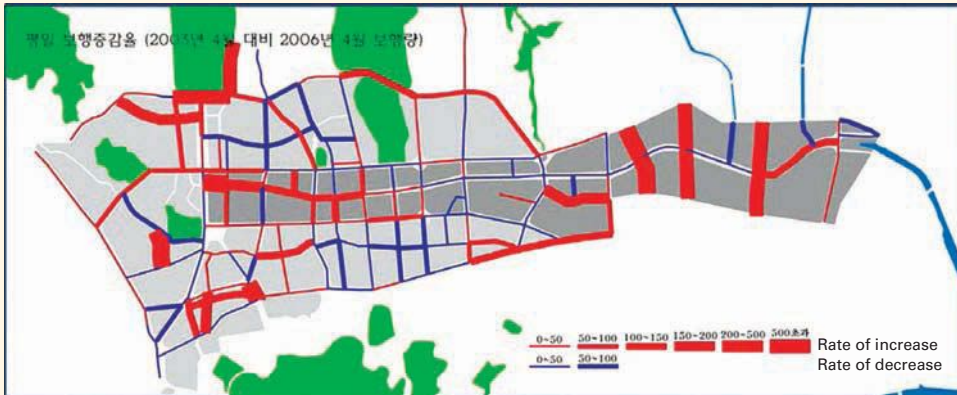 평일 보행증감율 (2003년 4월 대비 2006년 4월 보행량)
0~50 50~100 100~150 150~200 200~500 500초과 Rate of increase
0~50 50~100 Rate of decrease